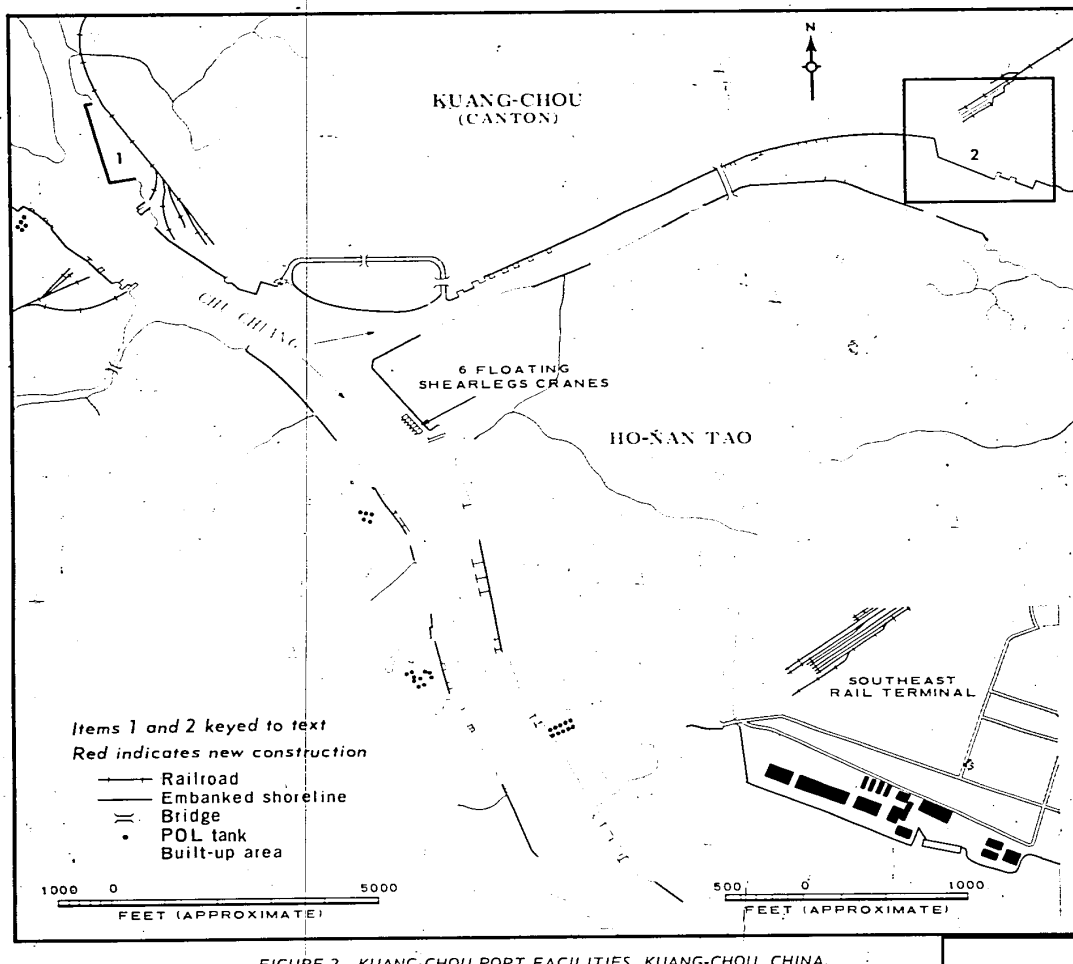 N
KUANG-CHOU
(CANTON)
1
2
CHU CHIANG
6 FLOATING
SHEARLEGS CRANES
HO-NAN TAO
SOUTHEAST
RAIL TERMINAL
Items 1 and 2 keyed to text
Red indicates new construction
Railroad
Embanked shoreline
Bridge
POL tank
Built-up area
1000 0 5000
FEET (APPROXIMATE)
500 0 1000
FEET (APPROXIMATE)
FIGURE 2. KUANG-CHOU PORT FACILITIES, KUANG-CHOU, CHINA.